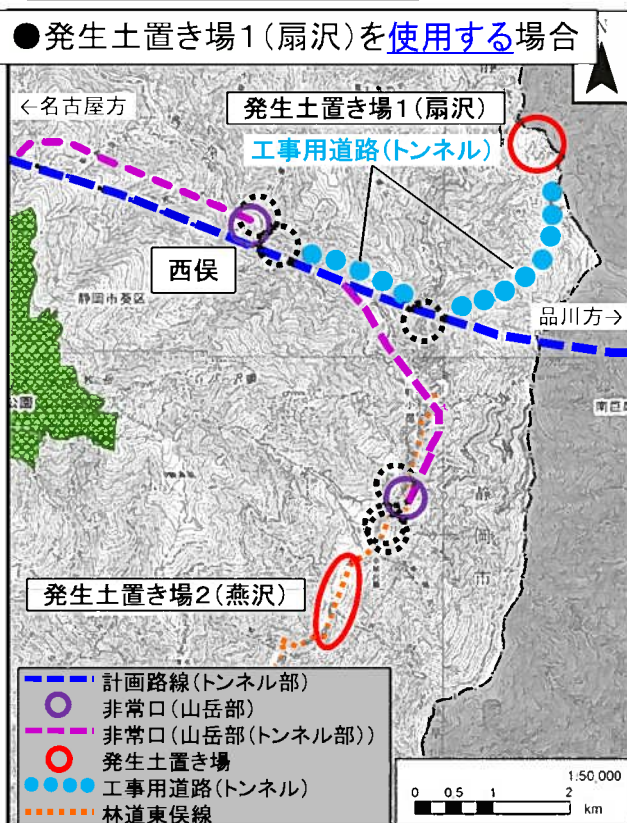 ●発生土置き場1(扇沢)を使用する場合
N
←名古屋方
発生土置き場1(扇沢)
工事用道路(トンネル)
西俣
静岡市葵区
品川方→
公園
静岡市
発生土置き場2(燕沢)
計画路線(トンネル部)
非常口(山岳部)
非常口(山岳部(トンネル部))
発生土置き場
工事用道路(トンネル)
林道東俣線
1:50,000
0 0.5 1 2
km